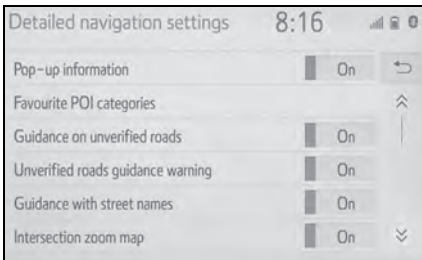 Detailed navigation settings 8:16
Pop-up information On
Favourite POI categories
Guidance on unverified roads On
Unverified roads guidance warning On
Guidance with street names On
Intersection zoom map On